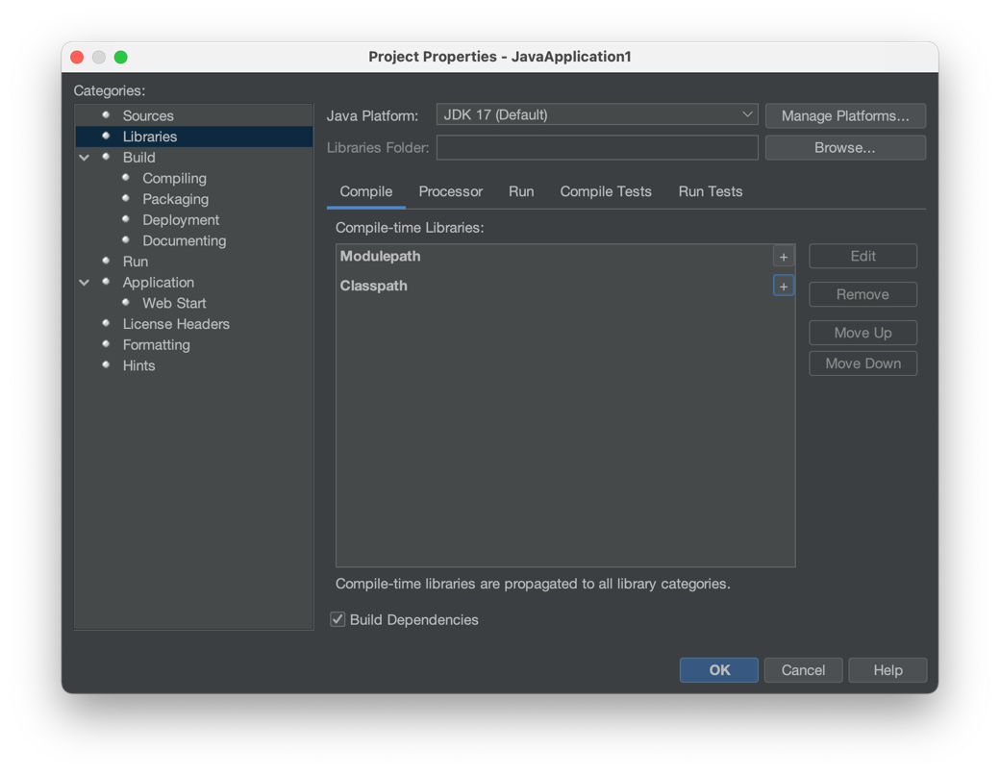 Project Properties - JavaApplication1
Categories:
Sources
Libraries
Build
Compiling
Packaging
Deployment
Documenting
Run
Application
Web Start
License Headers
Formatting
Hints
Java Platform: JDK 17 (Default) Manage Platforms...
Libraries Folder: Browse...
Compile Processor Run Compile Tests Run Tests
Compile-time Libraries:
Modulepath +
Classpath +
Edit
Remove
Move Up
Move Down
Compile-time libraries are propagated to all library categories.
Build Dependencies
OK Cancel Help